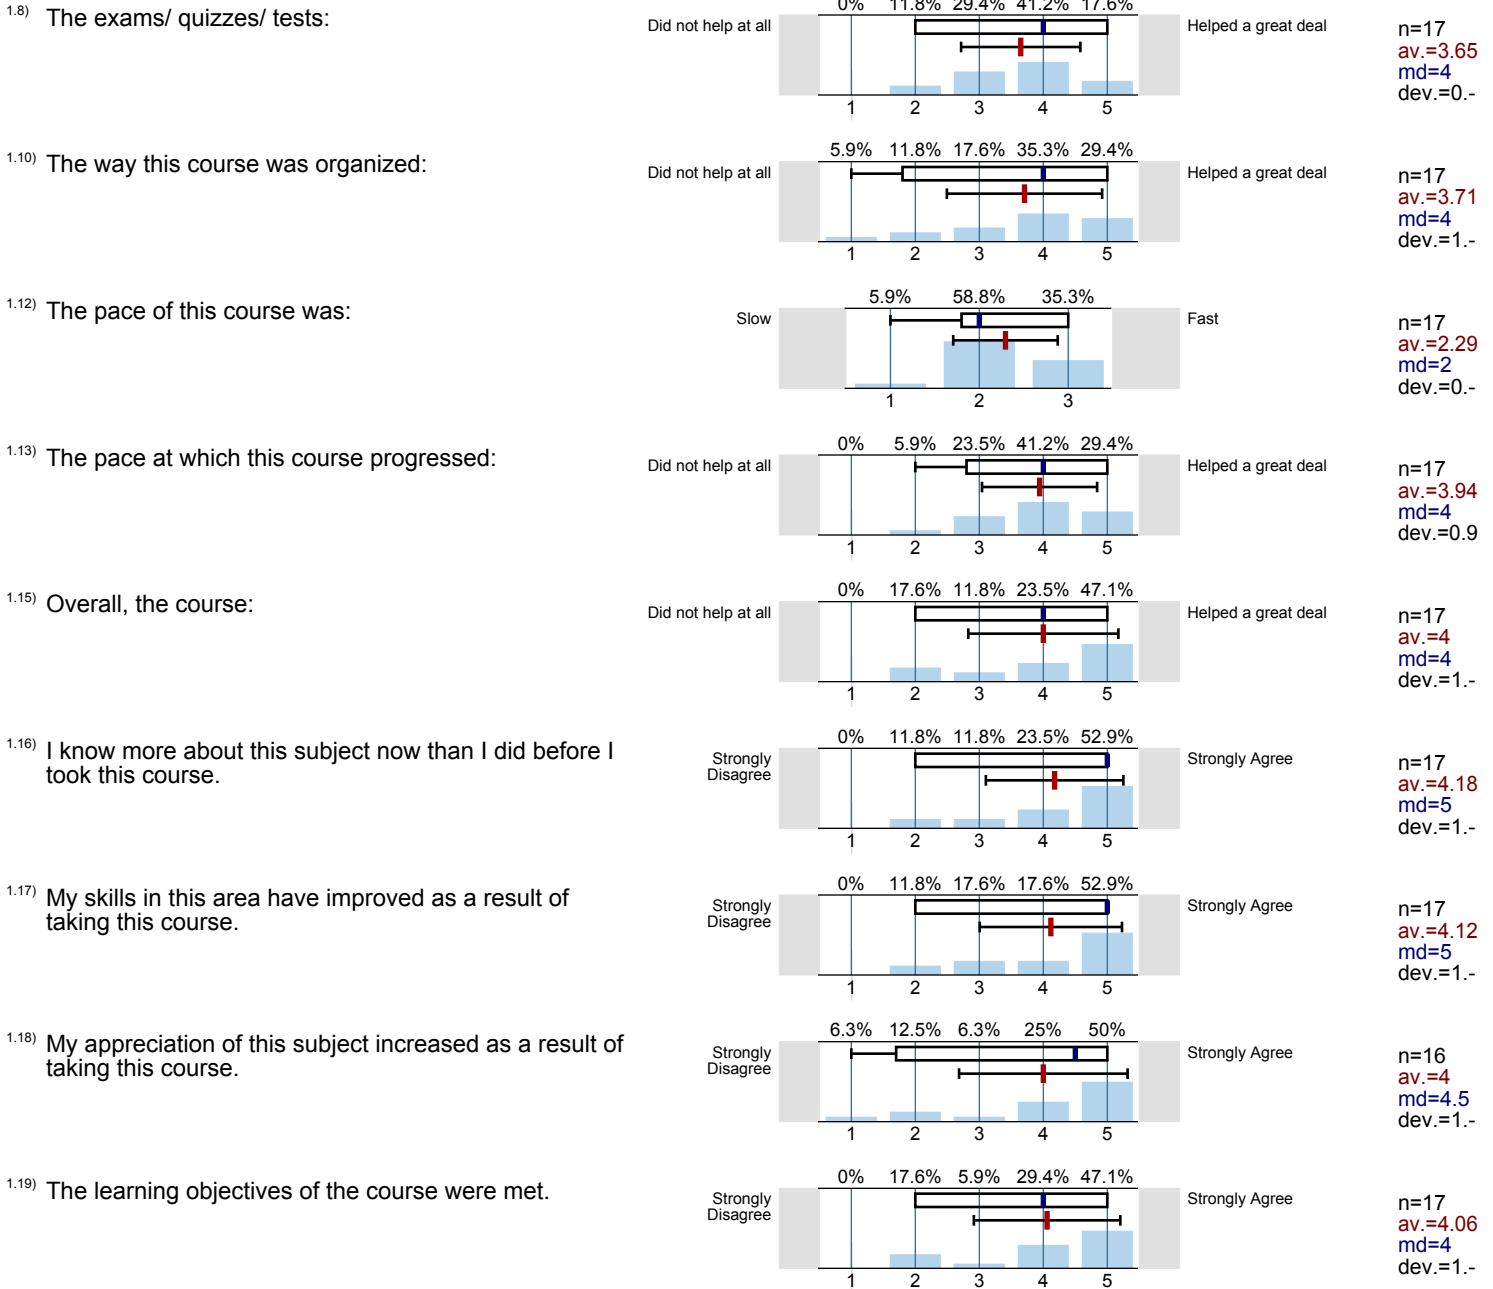 0% 11.8% 29.4% 41.2% 17.6%
1.8) The exams/ quizzes/ tests:
Did not help at all
Helped a great deal
n=17
av.=3.65
md=4
dev.=0.-
1 2 3 4 5
5.9% 11.8% 17.6% 35.3% 29.4%
1.10) The way this course was organized:
Did not help at all
Helped a great deal
n=17
av.=3.71
md=4
dev.=1.-
1 2 3 4 5
5.9% 58.8% 35.3%
1.12) The pace of this course was:
Slow
Fast
n=17
av.=2.29
md=2
dev.=0.-
1 2 3
0% 5.9% 23.5% 41.2% 29.4%
1.13) The pace at which this course progressed:
Did not help at all
Helped a great deal
n=17
av.=3.94
md=4
dev.=0.9
1 2 3 4 5
0% 17.6% 11.8% 23.5% 47.1%
1.15) Overall, the course:
Did not help at all
Helped a great deal
n=17
av.=4
md=4
dev.=1.-
1 2 3 4 5
0% 11.8% 11.8% 23.5% 52.9%
1.16) I know more about this subject now than I did before I
took this course.
Strongly
Disagree
Strongly Agree
n=17
av.=4.18
md=5
dev.=1.-
1 2 3 4 5
0% 11.8% 17.6% 17.6% 52.9%
1.17) My skills in this area have improved as a result of
taking this course.
Strongly
Disagree
Strongly Agree
n=17
av.=4.12
md=5
dev.=1.-
1 2 3 4 5
6.3% 12.5% 6.3% 25% 50%
1.18) My appreciation of this subject increased as a result of
taking this course.
Strongly
Disagree
Strongly Agree
n=16
av.=4
md=4.5
dev.=1.-
1 2 3 4 5
0% 17.6% 5.9% 29.4% 47.1%
1.19) The learning objectives of the course were met.
Strongly
Disagree
Strongly Agree
n=17
av.=4.06
md=4
dev.=1.-
1 2 3 4 5